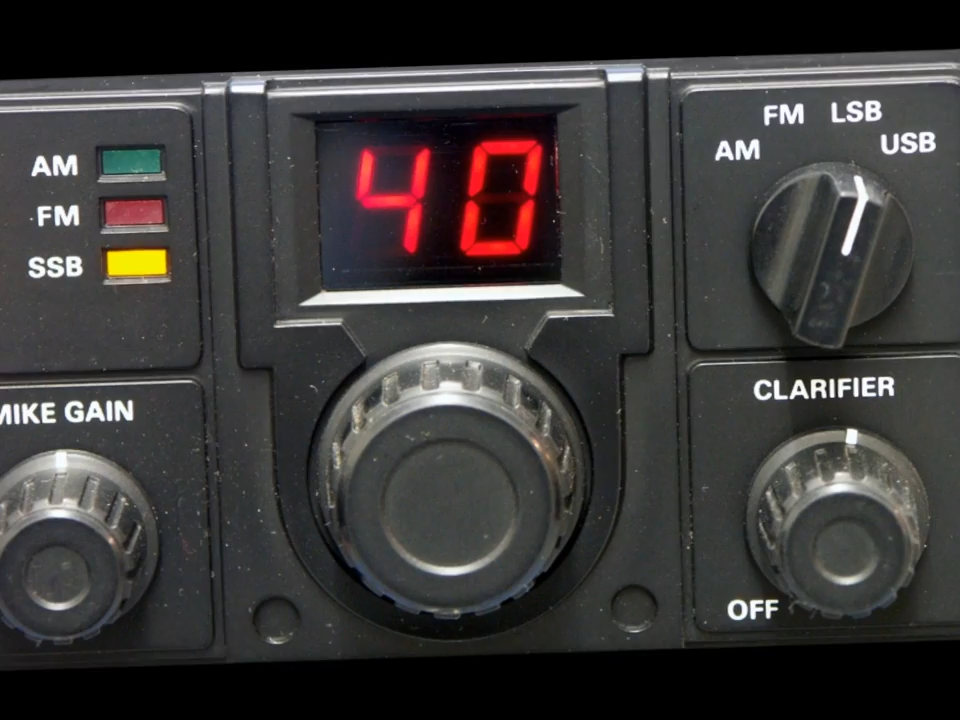 AM
FM
SSB
40
FM LSB
AM USB
MIKE GAIN
CLARIFIER
OFF